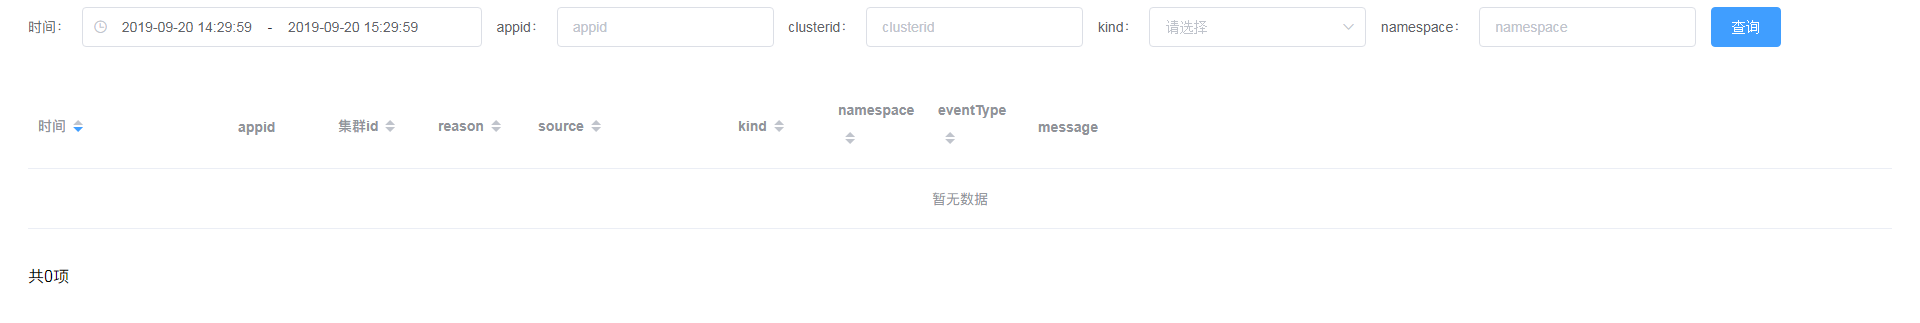 时间： 2019-09-20 14:29:59 - 2019-09-20 15:29:59 appid： appid clusterid： clusterid kind： 请选择 namespace： namespace 查询
时间 appid 集群id reason source kind namespace eventType message
暂无数据
共0项